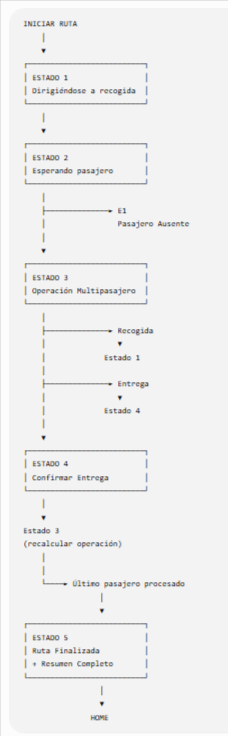 INICIAR RUTA
ESTADO 1
Dirigiéndose a recogida
ESTADO 2
Esperando pasajero
E1
Pasajero Ausente
ESTADO 3
Operación Multipasajero
Recogida
Estado 1
Entrega
Estado 4
ESTADO 4
Confirmar Entrega
Estado 3
(recalcular operación)
Último pasajero procesado
ESTADO 5
Ruta Finalizada
+ Resumen Completo
HOME